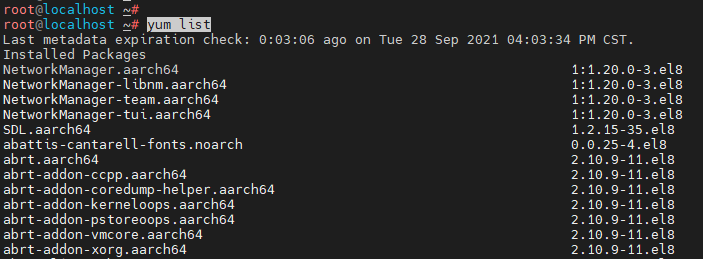 root@localhost ~#
root@localhost ~# yum list
Last metadata expiration check: 0:03:06 ago on Tue 28 Sep 2021 04:03:34 PM CST.
Installed Packages
NetworkManager.aarch64 1:1.20.0-3.el8
NetworkManager-libnm.aarch64 1:1.20.0-3.el8
NetworkManager-team.aarch64 1:1.20.0-3.el8
NetworkManager-tui.aarch64 1:1.20.0-3.el8
SDL.aarch64 1.2.15-35.el8
abattis-cantarell-fonts.noarch 0.0.25-4.el8
abrt.aarch64 2.10.9-11.el8
abrt-addon-ccpp.aarch64 2.10.9-11.el8
abrt-addon-coredump-helper.aarch64 2.10.9-11.el8
abrt-addon-kerneloops.aarch64 2.10.9-11.el8
abrt-addon-pstoreoops.aarch64 2.10.9-11.el8
abrt-addon-vmcore.aarch64 2.10.9-11.el8
abrt-addon-xorg.aarch64 2.10.9-11.el8